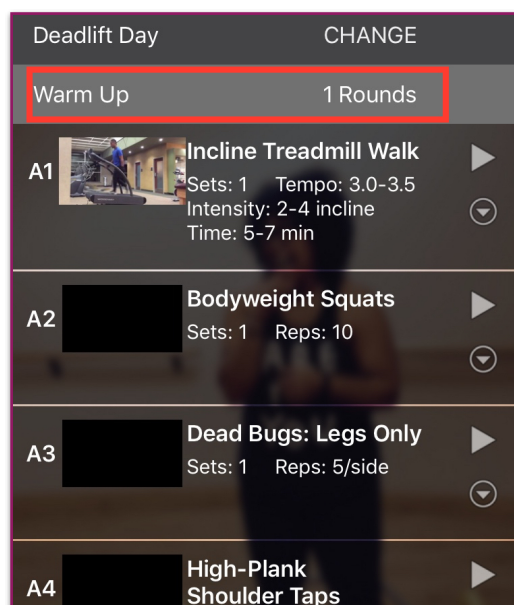 Deadlift Day CHANGE
Warm Up 1 Rounds
A1 Incline Treadmill Walk
Sets: 1 Tempo: 3.0-3.5
Intensity: 2-4 incline
Time: 5-7 min
A2 Bodyweight Squats
Sets: 1 Reps: 10
A3 Dead Bugs: Legs Only
Sets: 1 Reps: 5/side
A4 High-Plank
Shoulder Taps